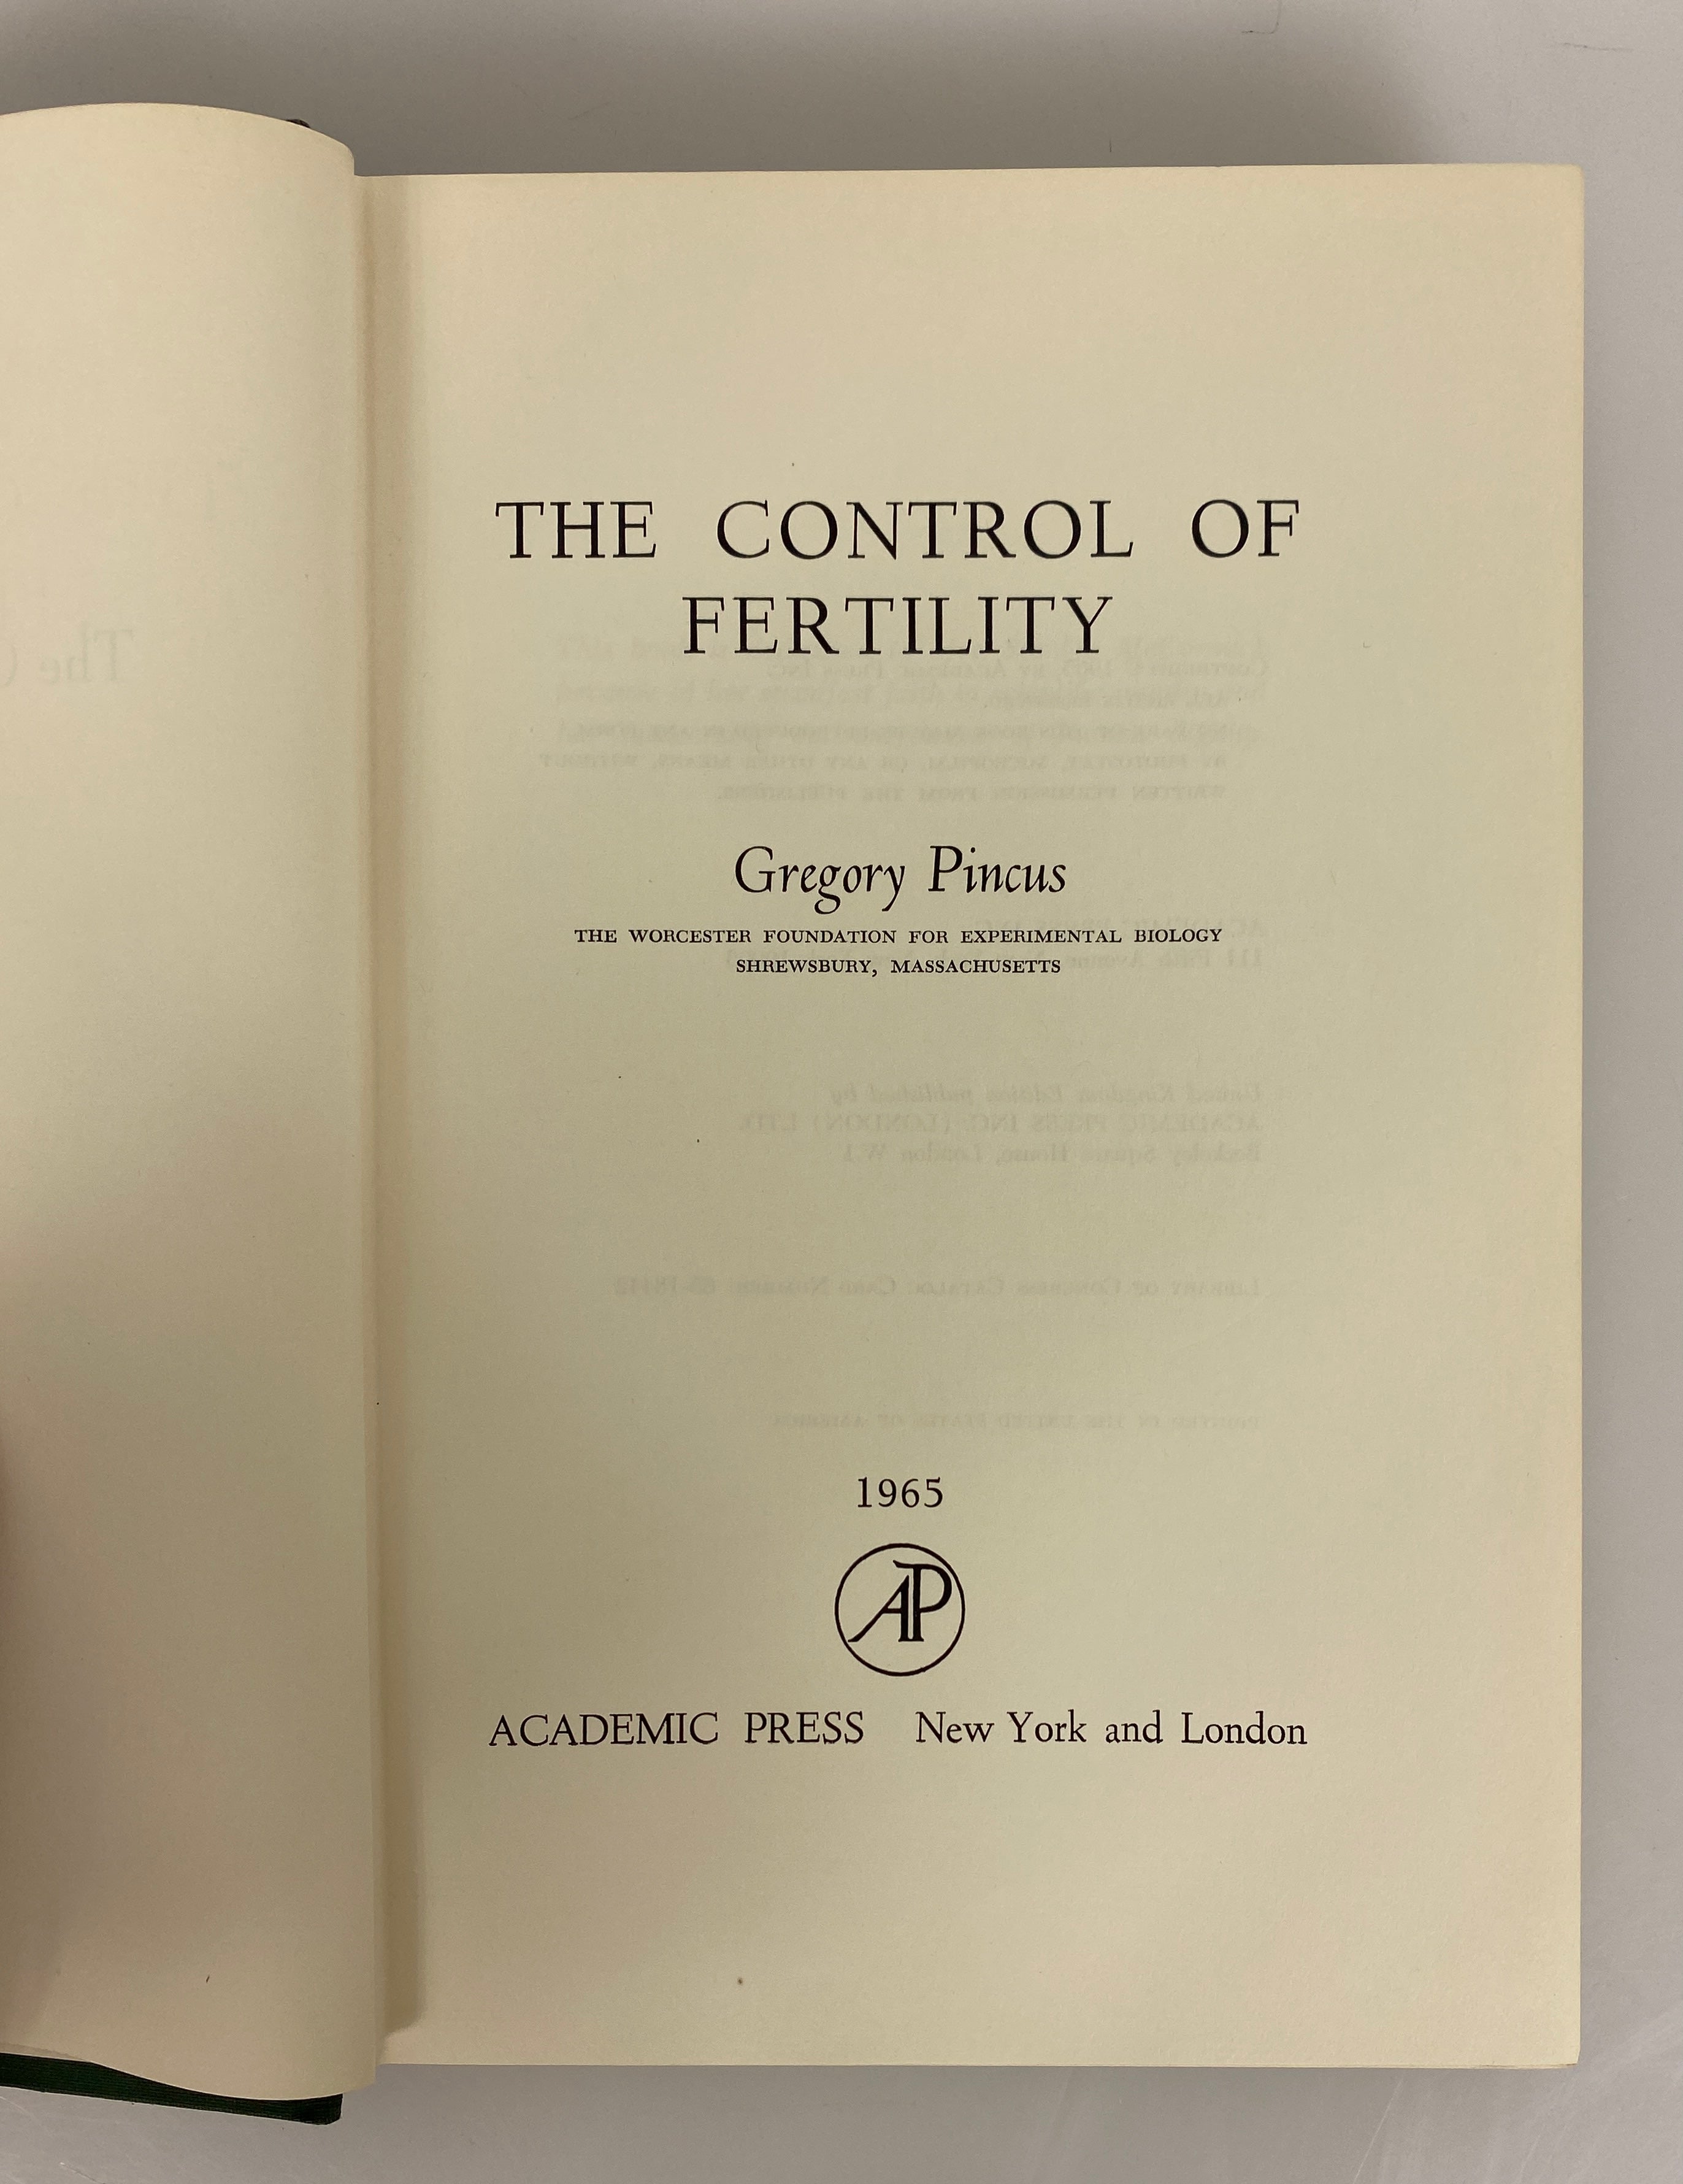 THE CONTROL OF
FERTILITY
Gregory Pincus
THE WORCESTER FOUNDATION FOR EXPERIMENTAL BIOLOGY
SHREWSBURY, MASSACHUSETTS
1965
AP
ACADEMIC PRESS New York and London